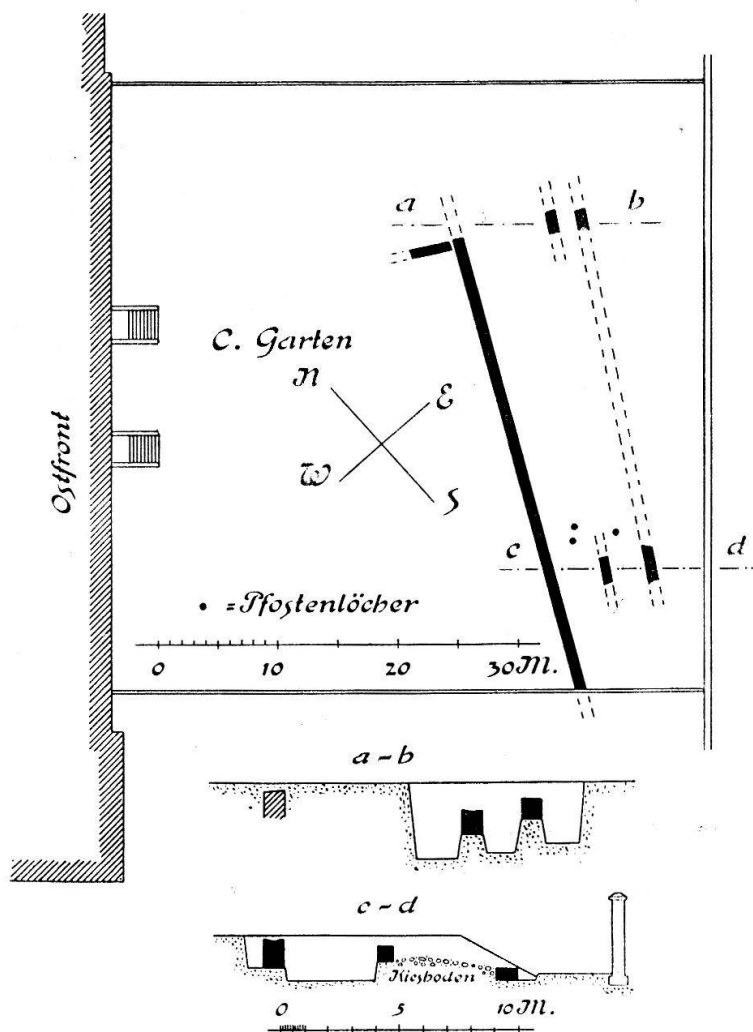 a b
C. Garten
N
E
W
S
Ostfront
c d
• = Pfostenlöcher
0 10 20 30 M.
a - b
c - d
Kiesboden
0 5 10 M.